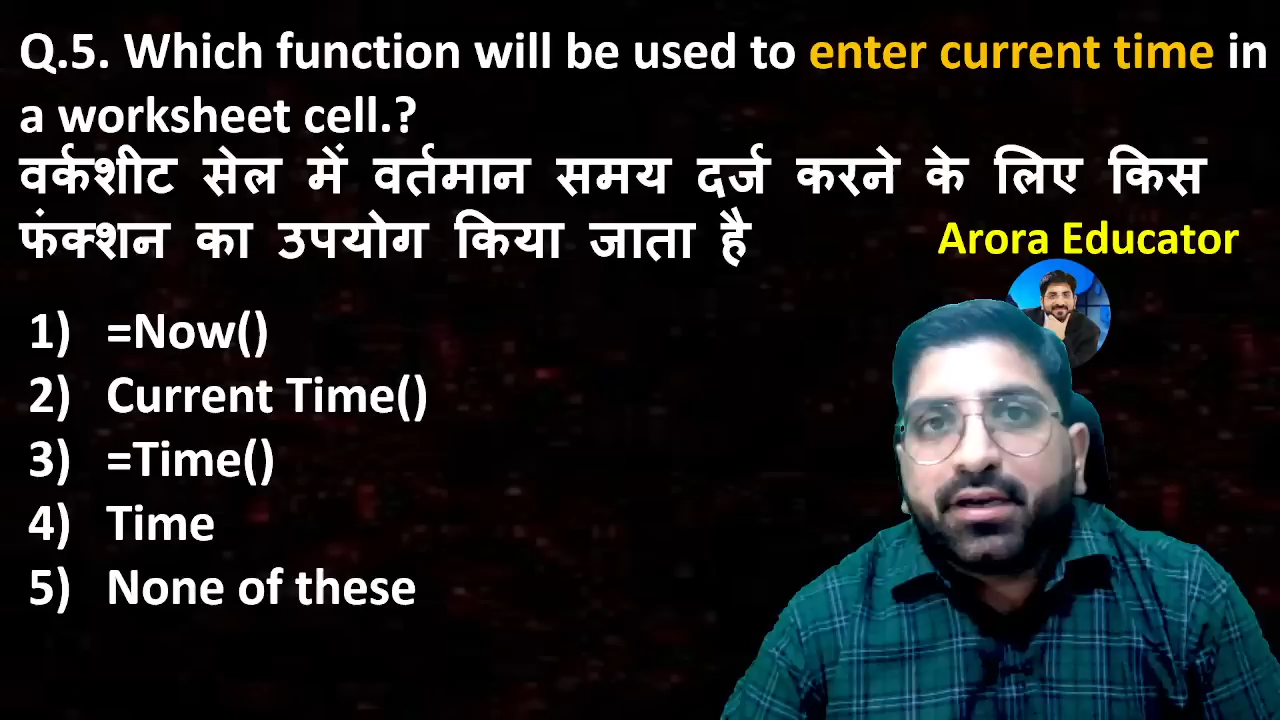 Q.5. Which function will be used to enter current time in
a worksheet cell.?
वर्कशीट सेल में वर्तमान समय दर्ज करने के लिए किस
फंक्शन का उपयोग किया जाता है
Arora Educator
1) =Now()
2) Current Time()
3) =Time()
4) Time
5) None of these